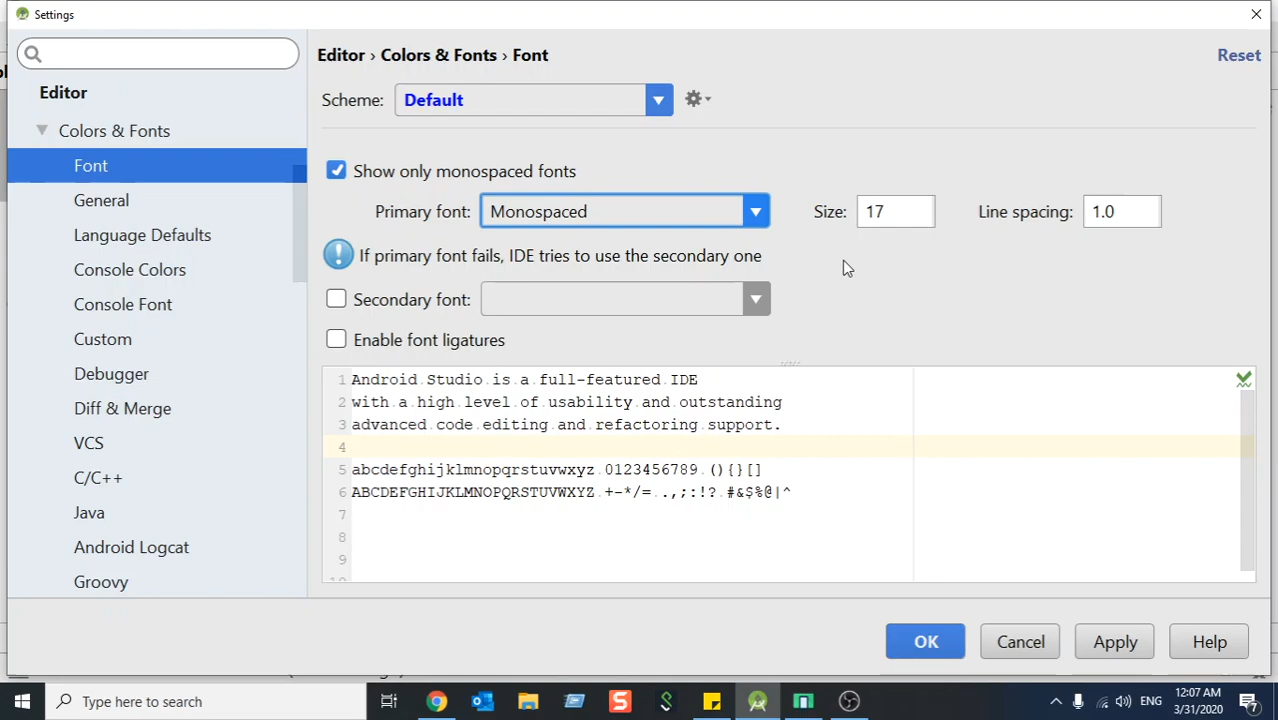 Settings
Editor › Colors & Fonts › Font
Reset
Editor
Scheme: Default
Colors & Fonts
Font
General
Language Defaults
Console Colors
Console Font
Custom
Debugger
Diff & Merge
VCS
C/C++
Java
Android Logcat
Groovy
Show only monospaced fonts
Primary font: Monospaced Size: 17 Line spacing: 1.0
If primary font fails, IDE tries to use the secondary one
Secondary font:
Enable font ligatures
1 Android Studio is a full-featured IDE
2 with a high level of usability and outstanding
3 advanced code editing and refactoring support.
4
5 abcdefghijklmnopqrstuvwxyz 0123456789 (){}[]
6 ABCDEFGHIJKLMNOPQRSTUVWXYZ +-*/= .,;:!? #&$%@|^
7
8
9
10
OK Cancel Apply Help
Type here to search
ENG
12:07 AM
3/31/2020
7